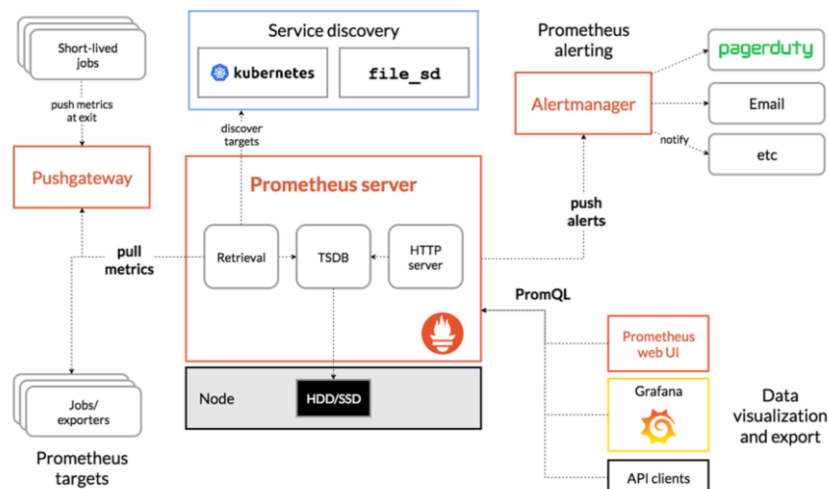 Short-lived
jobs
push metrics
at exit
Pushgateway
Service discovery
kubernetes
file_sd
discover
targets
Prometheus
alerting
Alertmanager
pagerduty
Email
notify
etc
Prometheus server
Retrieval
TSDB
HTTP
server
pull
metrics
push
alerts
PromQL
Node
HDD/SSD
Jobs/
exporters
Prometheus
targets
Prometheus
web UI
Grafana
API clients
Data
visualization
and export